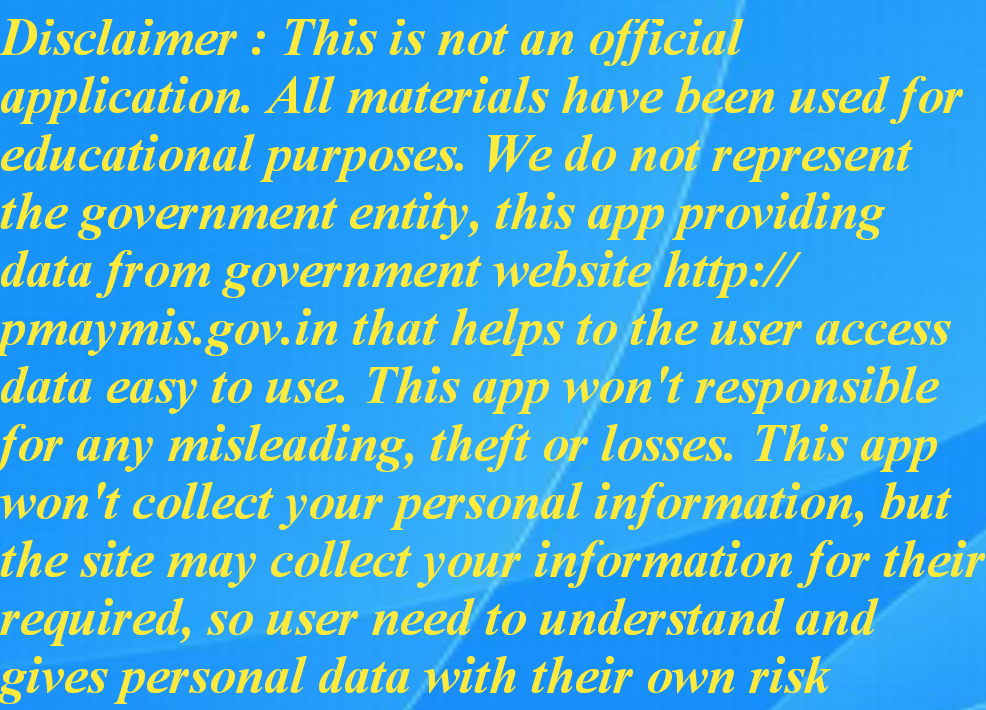 Disclaimer : This is not an official
application. All materials have been used for
educational purposes. We do not represent
the government entity, this app providing
data from government website http://
pmaymis.gov.in that helps to the user access
data easy to use. This app won't responsible
for any misleading, theft or losses. This app
won't collect your personal information, but
the site may collect your information for their
required, so user need to understand and
gives personal data with their own risk